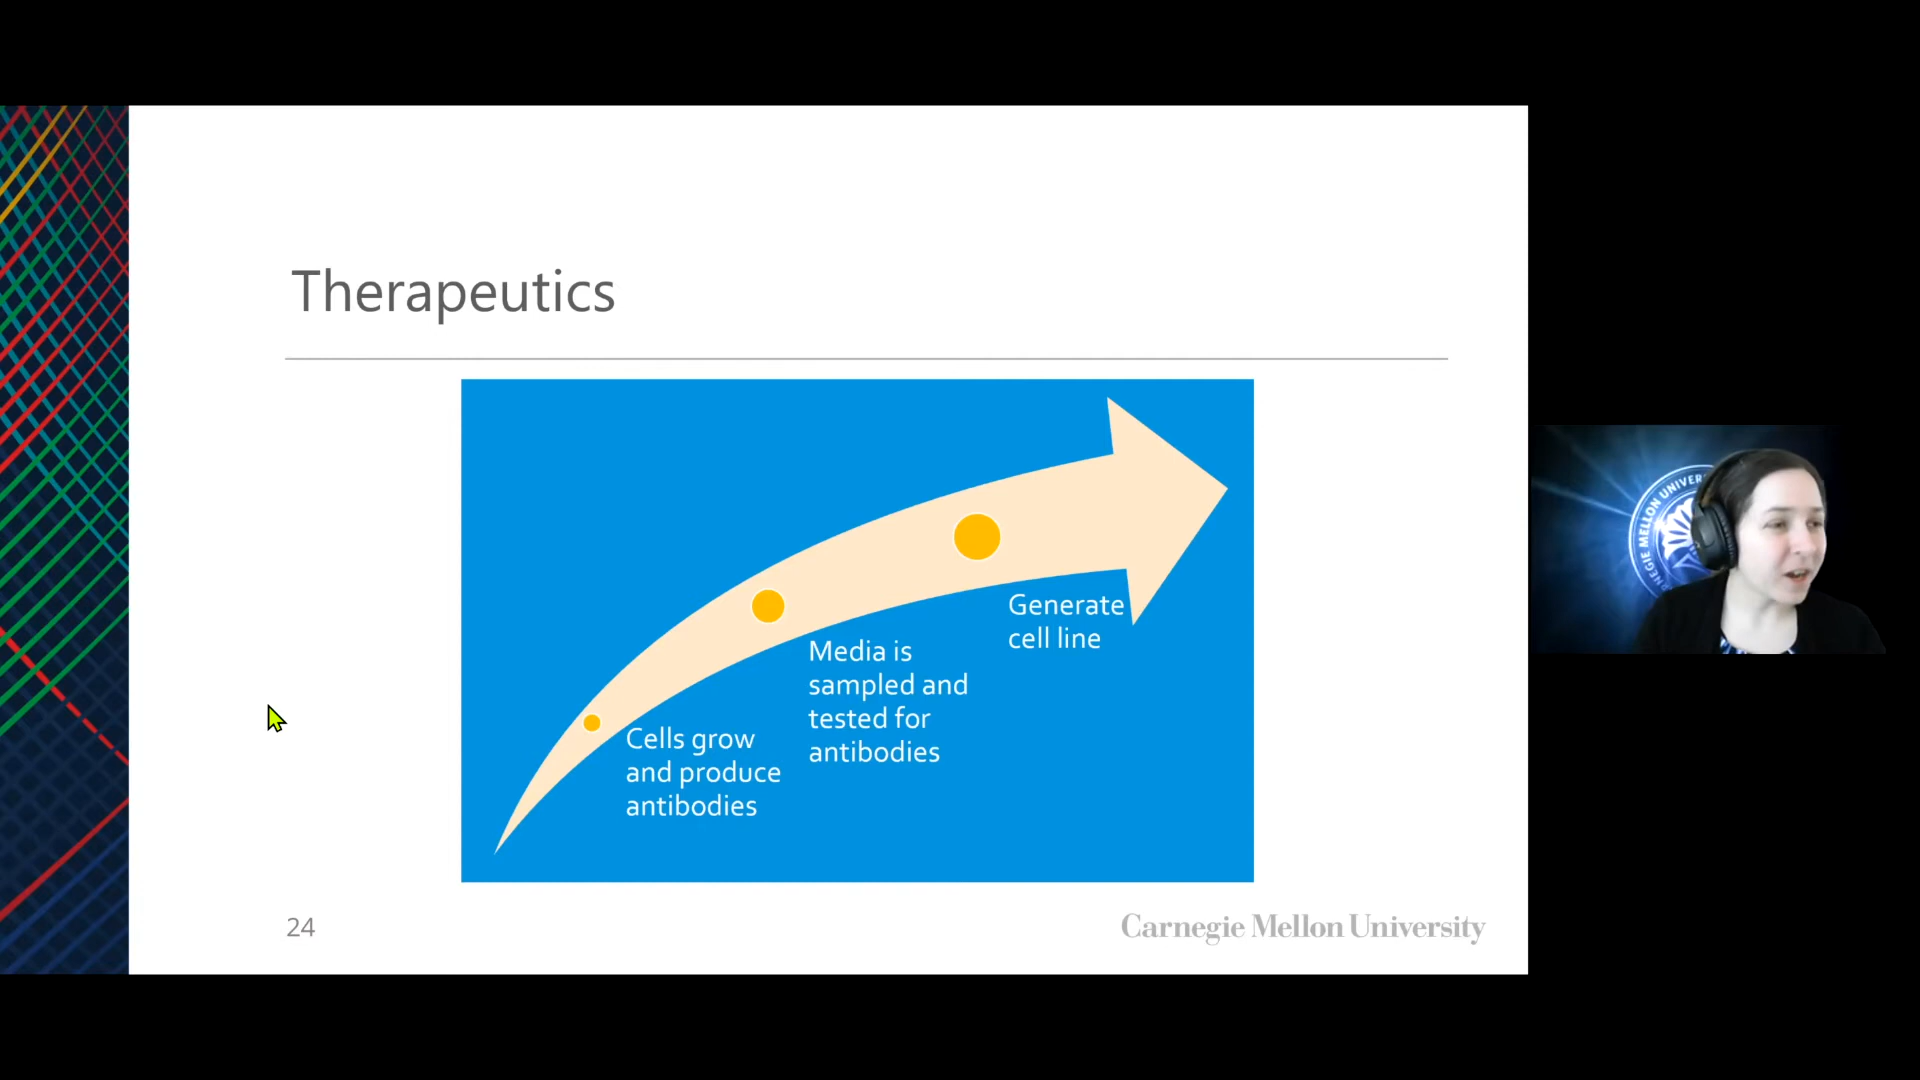 Therapeutics
Generate
cell line
Media is
sampled and
tested for
antibodies
Cells grow
and produce
antibodies
24
Carnegie Mellon University